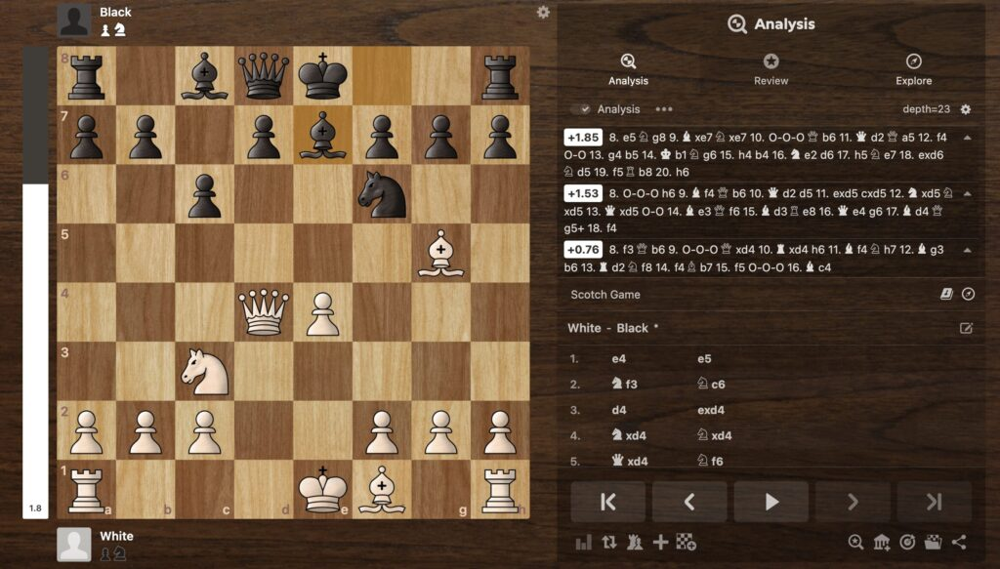 Black
8
7
6
5
4
3
2
1
a b c d e f g h
1.8
White
Analysis
Analysis Review Explore
Analysis ••• depth=23
+1.85 8. e5 ♘ g8 9. ♝ xe7 ♘ xe7 10. O-O-O ♕ b6 11. ♛ d2 ♕ a5 12. f4
O-O 13. g4 b5 14. ♚ b1 ♘ g6 15. h4 b4 16. ♞ e2 d6 17. h5 ♘ e7 18. exd6
♘ d5 19. f5 ♖ b8 20. h6
+1.53 8. O-O-O h6 9. ♝ f4 ♕ b6 10. ♛ d2 d5 11. exd5 cxd5 12. ♞ xd5 ♘
xd5 13. ♛ xd5 O-O 14. ♝ e3 ♕ f6 15. ♝ d3 ♖ e8 16. ♛ e4 g6 17. ♝ d4 ♕
g5+ 18. f4
+0.76 8. f3 ♕ b6 9. O-O-O ♕ xd4 10. ♜ xd4 h6 11. ♝ f4 ♘ h7 12. ♝ g3
b6 13. ♜ d2 ♘ f8 14. f4 ♗ b7 15. f5 O-O-O 16. ♝ c4
Scotch Game
White - Black *
1. e4 e5
2. ♞ f3 ♘ c6
3. d4 exd4
4. ♞ xd4 ♘ xd4
5. ♛ xd4 ♘ f6